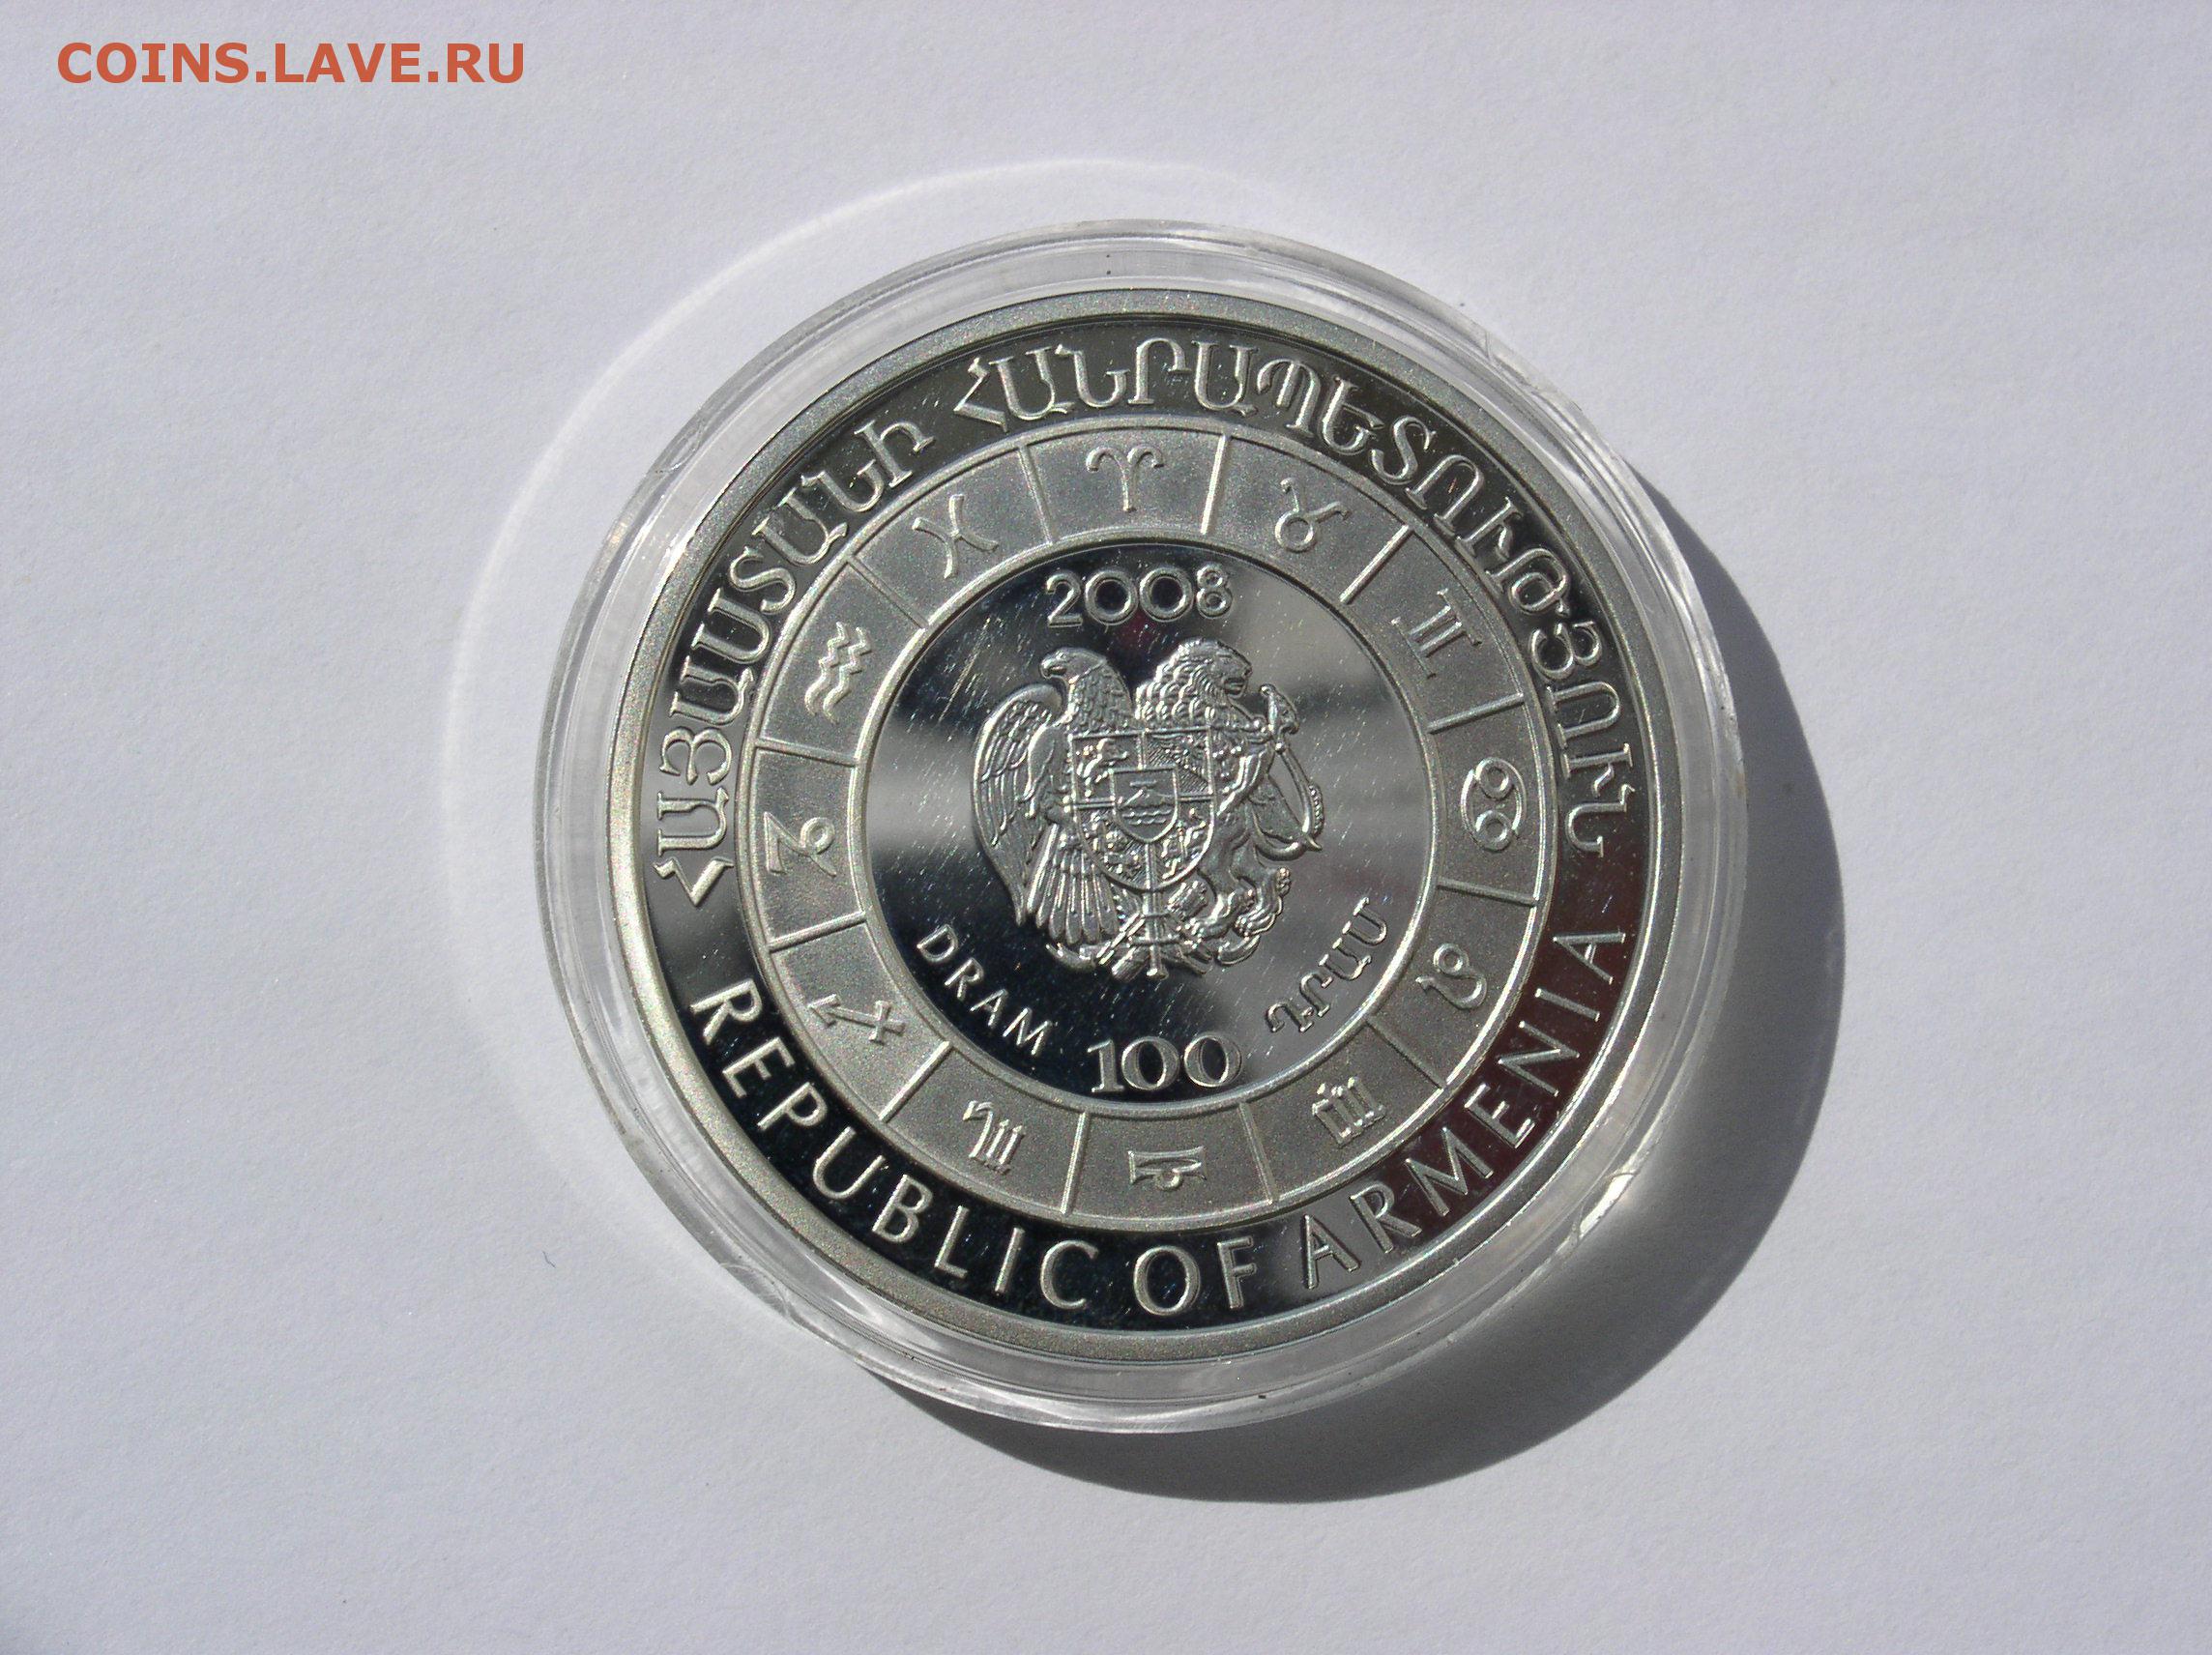 COINS.LAVE.RU
ՀԱՅԱՍՏԱՆԻ ՀԱՆՐԱՊԵՏՈՒԹՅՈՒՆ
2008
DRAM 100 ԴՐԱՄ
REPUBLIC OF ARMENIA